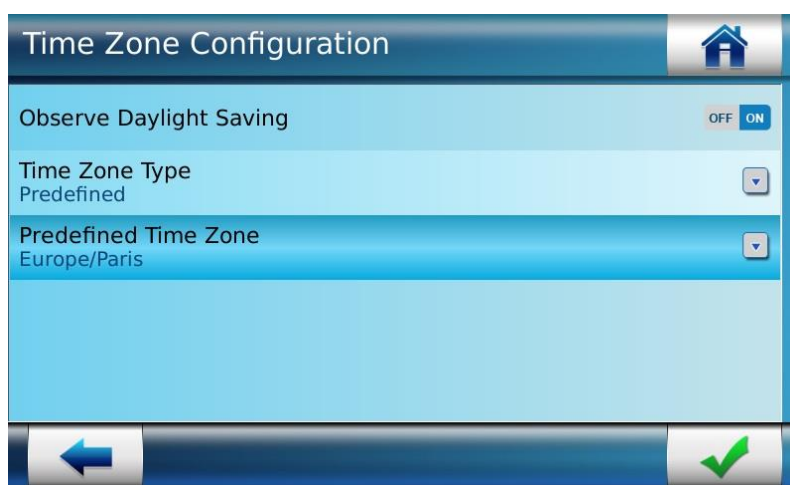 Time Zone Configuration
Observe Daylight Saving
OFF ON
Time Zone Type
Predefined
Predefined Time Zone
Europe/Paris